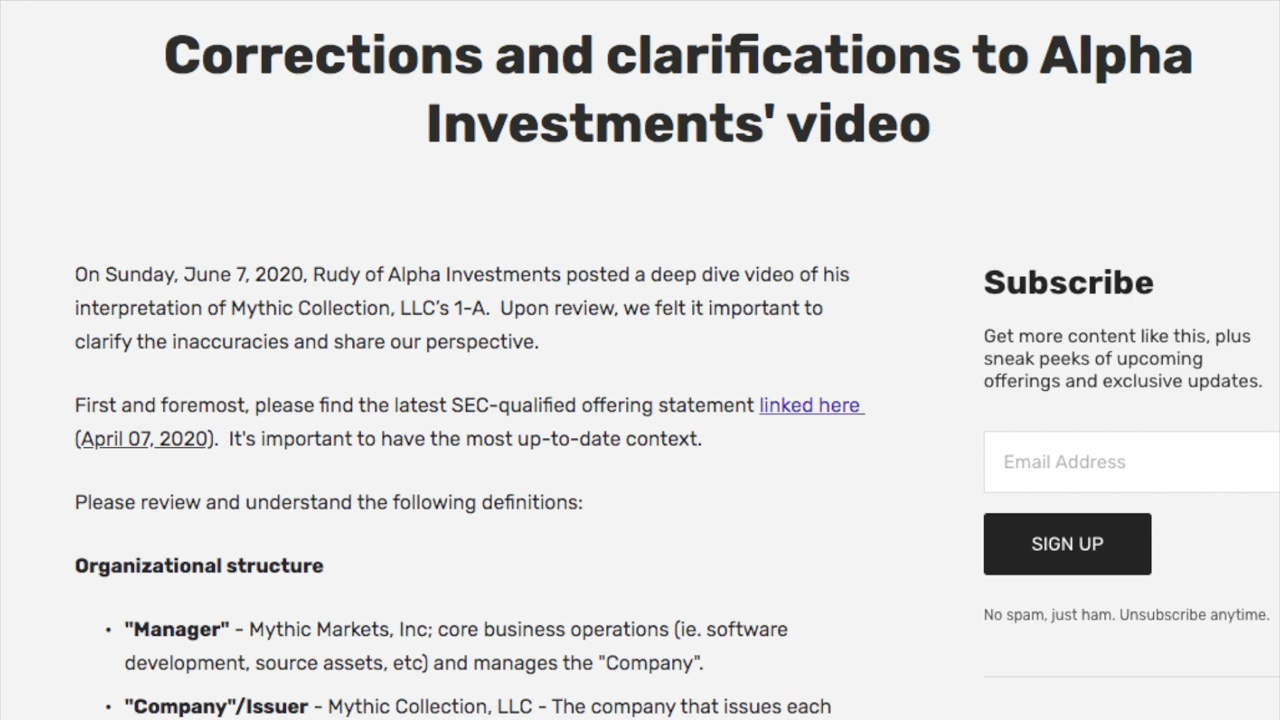 Corrections and clarifications to Alpha
Investments' video
On Sunday, June 7, 2020, Rudy of Alpha Investments posted a deep dive video of his
interpretation of Mythic Collection, LLC’s 1-A.  Upon review, we felt it important to
clarify the inaccuracies and share our perspective.
First and foremost, please find the latest SEC-qualified offering statement linked here
(April 07, 2020).  It's important to have the most up-to-date context.
Please review and understand the following definitions:
Organizational structure
• "Manager" - Mythic Markets, Inc; core business operations (ie. software
development, source assets, etc) and manages the "Company".
• "Company"/Issuer - Mythic Collection, LLC - The company that issues each
Subscribe
Get more content like this, plus
sneak peeks of upcoming
offerings and exclusive updates.
Email Address
SIGN UP
No spam, just ham. Unsubscribe anytime.